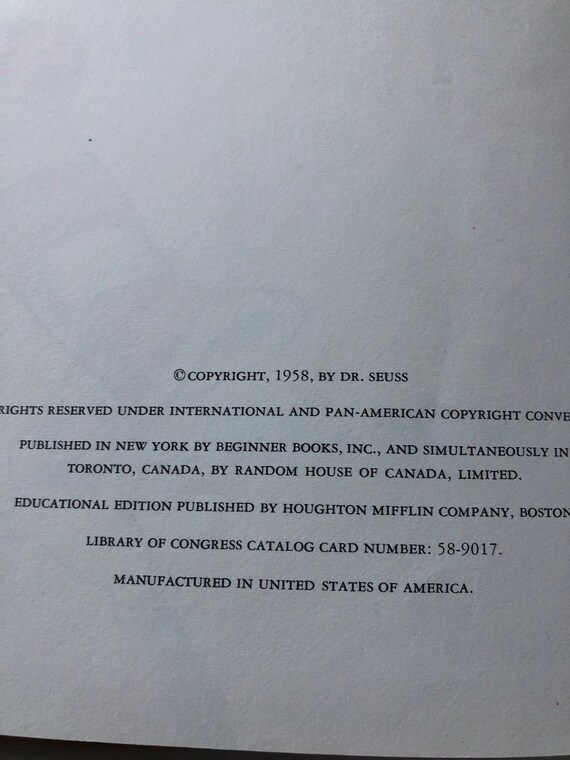 ©COPYRIGHT, 1958, BY DR. SEUSS
RIGHTS RESERVED UNDER INTERNATIONAL AND PAN-AMERICAN COPYRIGHT CONVE
PUBLISHED IN NEW YORK BY BEGINNER BOOKS, INC., AND SIMULTANEOUSLY IN
TORONTO, CANADA, BY RANDOM HOUSE OF CANADA, LIMITED.
EDUCATIONAL EDITION PUBLISHED BY HOUGHTON MIFFLIN COMPANY, BOSTON
LIBRARY OF CONGRESS CATALOG CARD NUMBER: 58-9017.
MANUFACTURED IN UNITED STATES OF AMERICA.